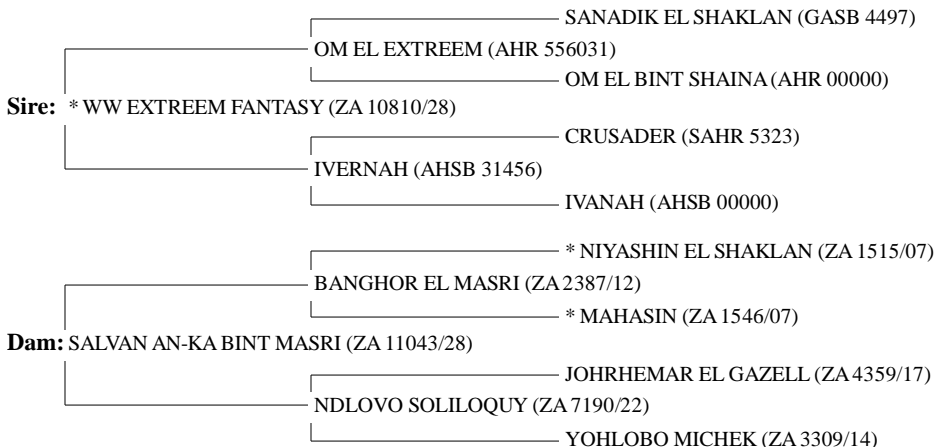 SANADIK EL SHAKLAN (GASB 4497)
OM EL EXTREEM (AHR 556031)
OM EL BINT SHAINA (AHR 00000)
Sire: * WW EXTREEM FANTASY (ZA 10810/28)
CRUSADER (SAHR 5323)
IVERNAH (AHSB 31456)
IVANAH (AHSB 00000)
* NIYASHIN EL SHAKLAN (ZA 1515/07)
BANGHOR EL MASRI (ZA 2387/12)
* MAHASIN (ZA 1546/07)
Dam: SALVAN AN-KA BINT MASRI (ZA 11043/28)
JOHRHEMAR EL GAZELL (ZA 4359/17)
NDLOVO SOLILOQUY (ZA 7190/22)
YOHLOBO MICHEK (ZA 3309/14)